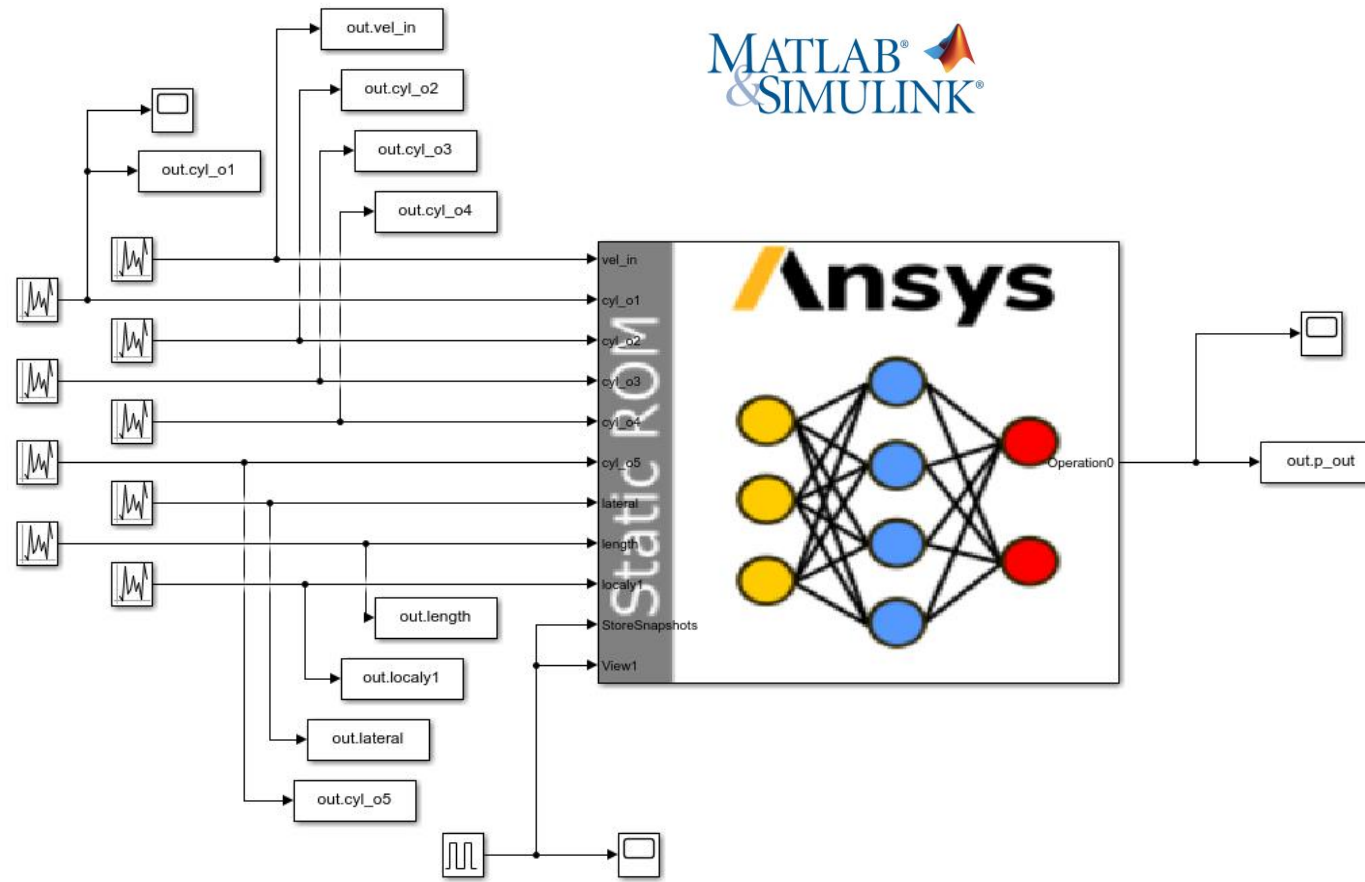 out.vel_in
MATLAB®
&SIMULINK®
out.cyl_o2
out.cyl_o3
out.cyl_o1
out.cyl_o4
Ansys
Static ROM
vel_in
cyl_o1
cyl_o2
cyl_o3
cyl_o4
cyl_o5
lateral
length
localy1
StoreSnapshots
View1
Operation0
out.p_out
out.length
out.localy1
out.lateral
out.cyl_o5